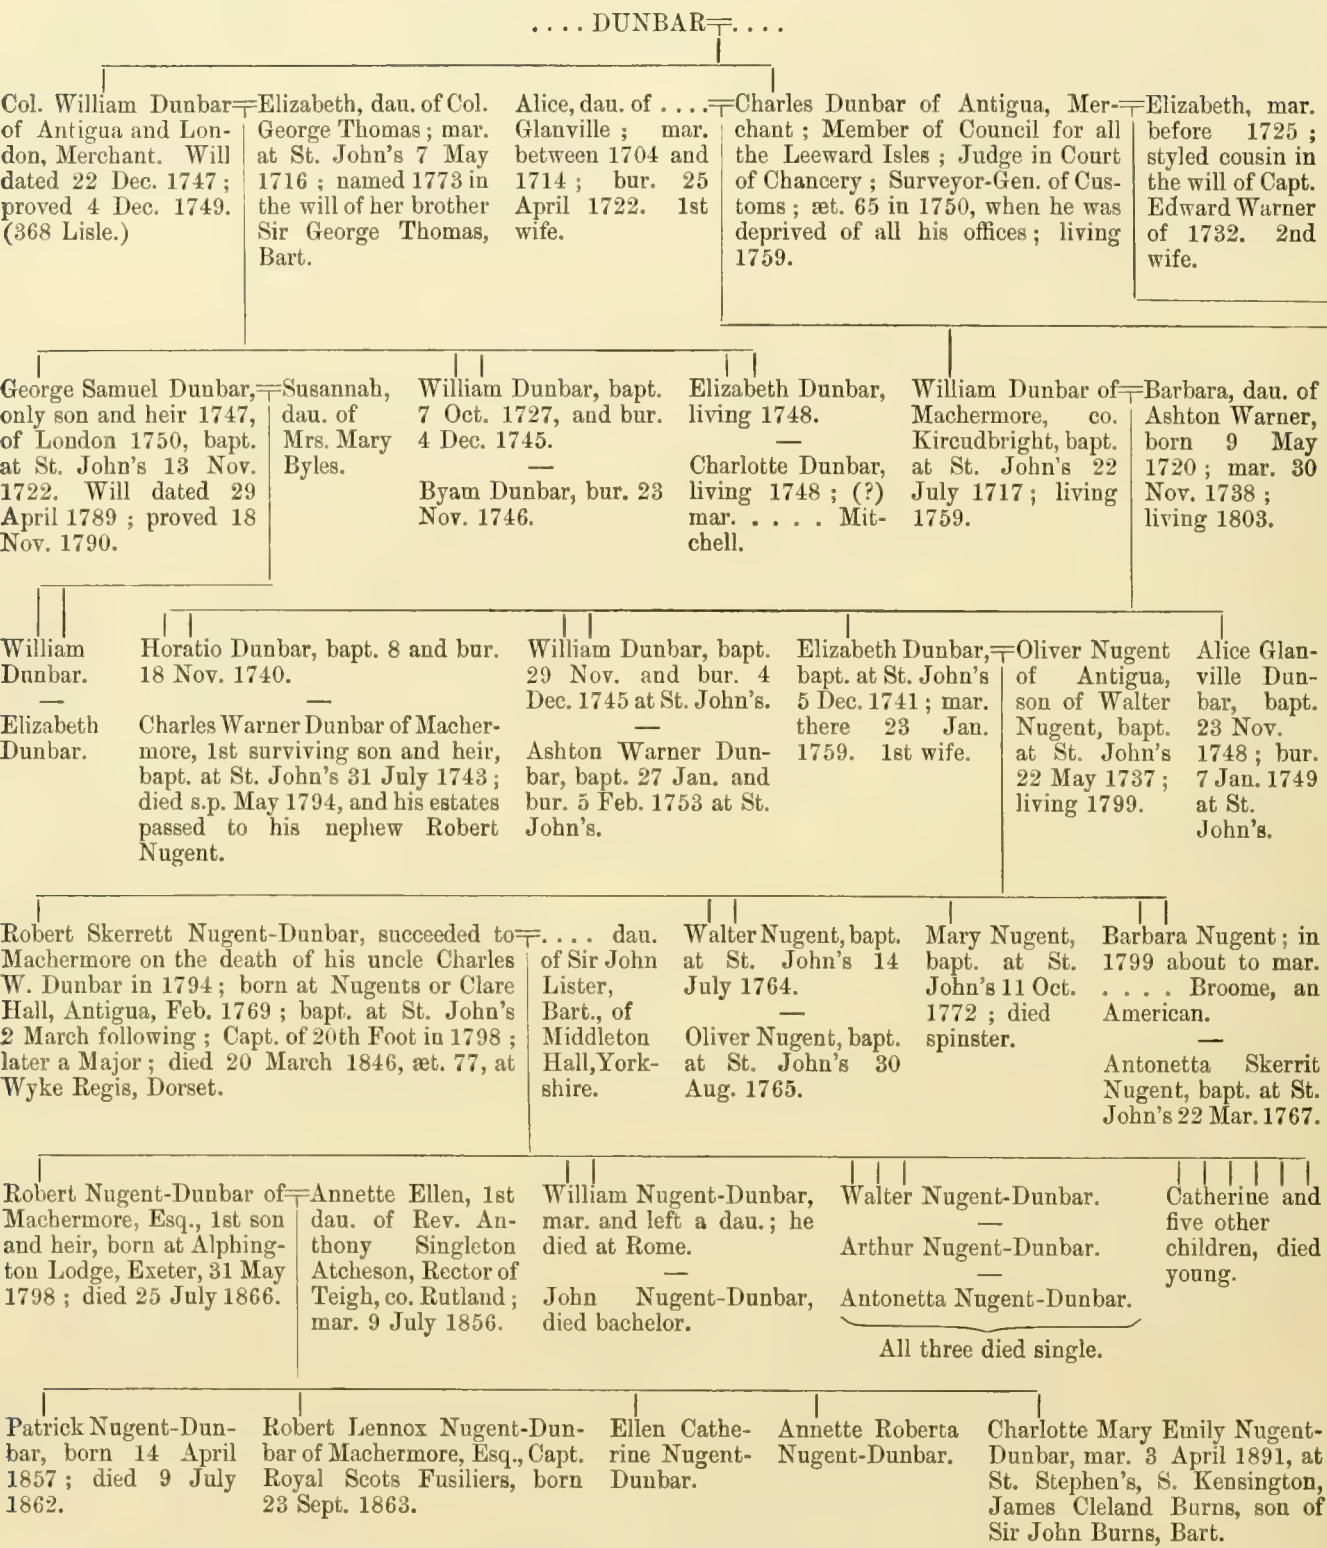 .... DUNBAR=....
Col. William Dunbar=
of Antigua and Lon-
don, Merchant. Will
dated 22 Dec. 1747;
proved 4 Dec. 1749.
(368 Lisle.)
Elizabeth, dau. of Col.
George Thomas; mar.
at St. John's 7 May
1716; named 1773 in
the will of her brother
Sir George Thomas,
Bart.
Alice, dau. of ....=
Glanville; mar.
between 1704 and
1714; bur. 25
April 1722. 1st
wife.
Charles Dunbar of Antigua, Mer-=
chant; Member of Council for all
the Leeward Isles; Judge in Court
of Chancery; Surveyor-Gen. of Cus-
toms; æt. 65 in 1750, when he was
deprived of all his offices; living
1759.
Elizabeth, mar.
before 1725;
styled cousin in
the will of Capt.
Edward Warner
of 1732. 2nd
wife.
George Samuel Dunbar,=
only son and heir 1747,
of London 1750, bapt.
at St. John's 13 Nov.
1722. Will dated 29
April 1789; proved 18
Nov. 1790.
Susannah,
dau. of
Mrs. Mary
Byles.
William Dunbar, bapt.
7 Oct. 1727, and bur.
4 Dec. 1745.
—
Byam Dunbar, bur. 23
Nov. 1746.
Elizabeth Dunbar,
living 1748.
—
Charlotte Dunbar,
living 1748; (?)
mar. .... Mit-
chell.
William Dunbar of=
Machermore, co.
Kircudbright, bapt.
at St. John's 22
July 1717; living
1759.
Barbara, dau. of
Ashton Warner,
born 9 May
1720; mar. 30
Nov. 1738;
living 1803.
William
Dunbar.
—
Elizabeth
Dunbar.
Horatio Dunbar, bapt. 8 and bur.
18 Nov. 1740.
—
Charles Warner Dunbar of Macher-
more, 1st surviving son and heir,
bapt. at St. John's 31 July 1743;
died s.p. May 1794, and his estates
passed to his nephew Robert
Nugent.
William Dunbar, bapt.
29 Nov. and bur. 4
Dec. 1745 at St. John's.
—
Ashton Warner Dun-
bar, bapt. 27 Jan. and
bur. 5 Feb. 1753 at St.
John's.
Elizabeth Dunbar,=
bapt. at St. John's
5 Dec. 1741; mar.
there 23 Jan.
1759. 1st wife.
Oliver Nugent
of Antigua,
son of Walter
Nugent, bapt.
at St. John's
22 May 1737;
living 1799.
Alice Glan-
ville Dun-
bar, bapt.
23 Nov.
1748; bur.
7 Jan. 1749
at St.
John's.
Robert Skerrett Nugent-Dunbar, succeeded to=
Machermore on the death of his uncle Charles
W. Dunbar in 1794; born at Nugents or Clare
Hall, Antigua, Feb. 1769; bapt. at St. John's
2 March following; Capt. of 20th Foot in 1798;
later a Major; died 20 March 1846, æt. 77, at
Wyke Regis, Dorset.
.... dau.
of Sir John
Lister,
Bart., of
Middleton
Hall, York-
shire.
Walter Nugent, bapt.
at St. John's 14
July 1764.
—
Oliver Nugent, bapt.
at St. John's 30
Aug. 1765.
Mary Nugent,
bapt. at St.
John's 11 Oct.
1772; died
spinster.
Barbara Nugent; in
1799 about to mar.
.... Broome, an
American.
—
Antonetta Skerrit
Nugent, bapt. at St.
John's 22 Mar. 1767.
Robert Nugent-Dunbar of=
Machermore, Esq., 1st son
and heir, born at Alphing-
ton Lodge, Exeter, 31 May
1798; died 25 July 1866.
Annette Ellen, 1st
dau. of Rev. An-
thony Singleton
Atcheson, Rector of
Teigh, co. Rutland;
mar. 9 July 1856.
William Nugent-Dunbar,
mar. and left a dau.; he
died at Rome.
—
John Nugent-Dunbar,
died bachelor.
Walter Nugent-Dunbar.
—
Arthur Nugent-Dunbar.
—
Antonetta Nugent-Dunbar.
All three died single.
Catherine and
five other
children, died
young.
Patrick Nugent-Dun-
bar, born 14 April
1857; died 9 July
1862.
Robert Lennox Nugent-Dun-
bar of Machermore, Esq., Capt.
Royal Scots Fusiliers, born
23 Sept. 1863.
Ellen Cathe-
rine Nugent-
Dunbar.
Annette Roberta
Nugent-Dunbar.
Charlotte Mary Emily Nugent-
Dunbar, mar. 3 April 1891, at
St. Stephen's, S. Kensington,
James Cleland Burns, son of
Sir John Burns, Bart.